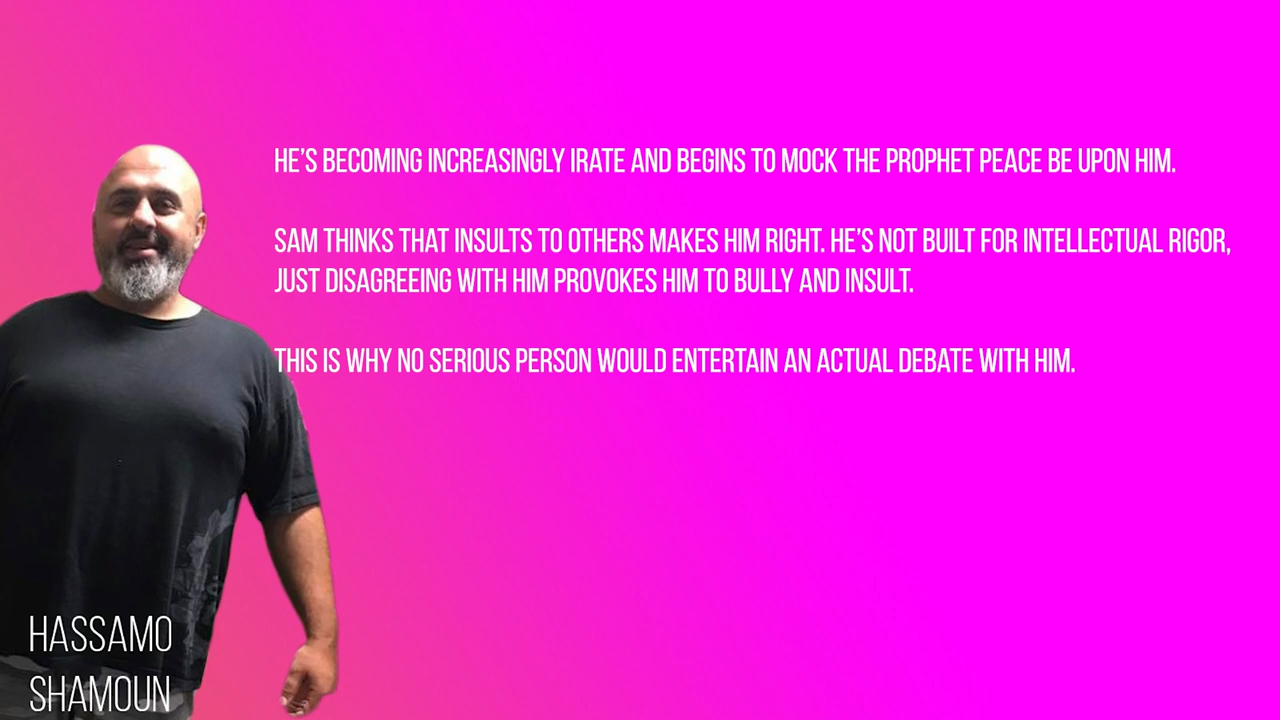 HE'S BECOMING INCREASINGLY IRATE AND BEGINS TO MOCK THE PROPHET PEACE BE UPON HIM.
SAM THINKS THAT INSULTS TO OTHERS MAKES HIM RIGHT. HE'S NOT BUILT FOR INTELLECTUAL RIGOR,
JUST DISAGREEING WITH HIM PROVOKES HIM TO BULLY AND INSULT.
THIS IS WHY NO SERIOUS PERSON WOULD ENTERTAIN AN ACTUAL DEBATE WITH HIM.
HASSAMO
SHAMOUN